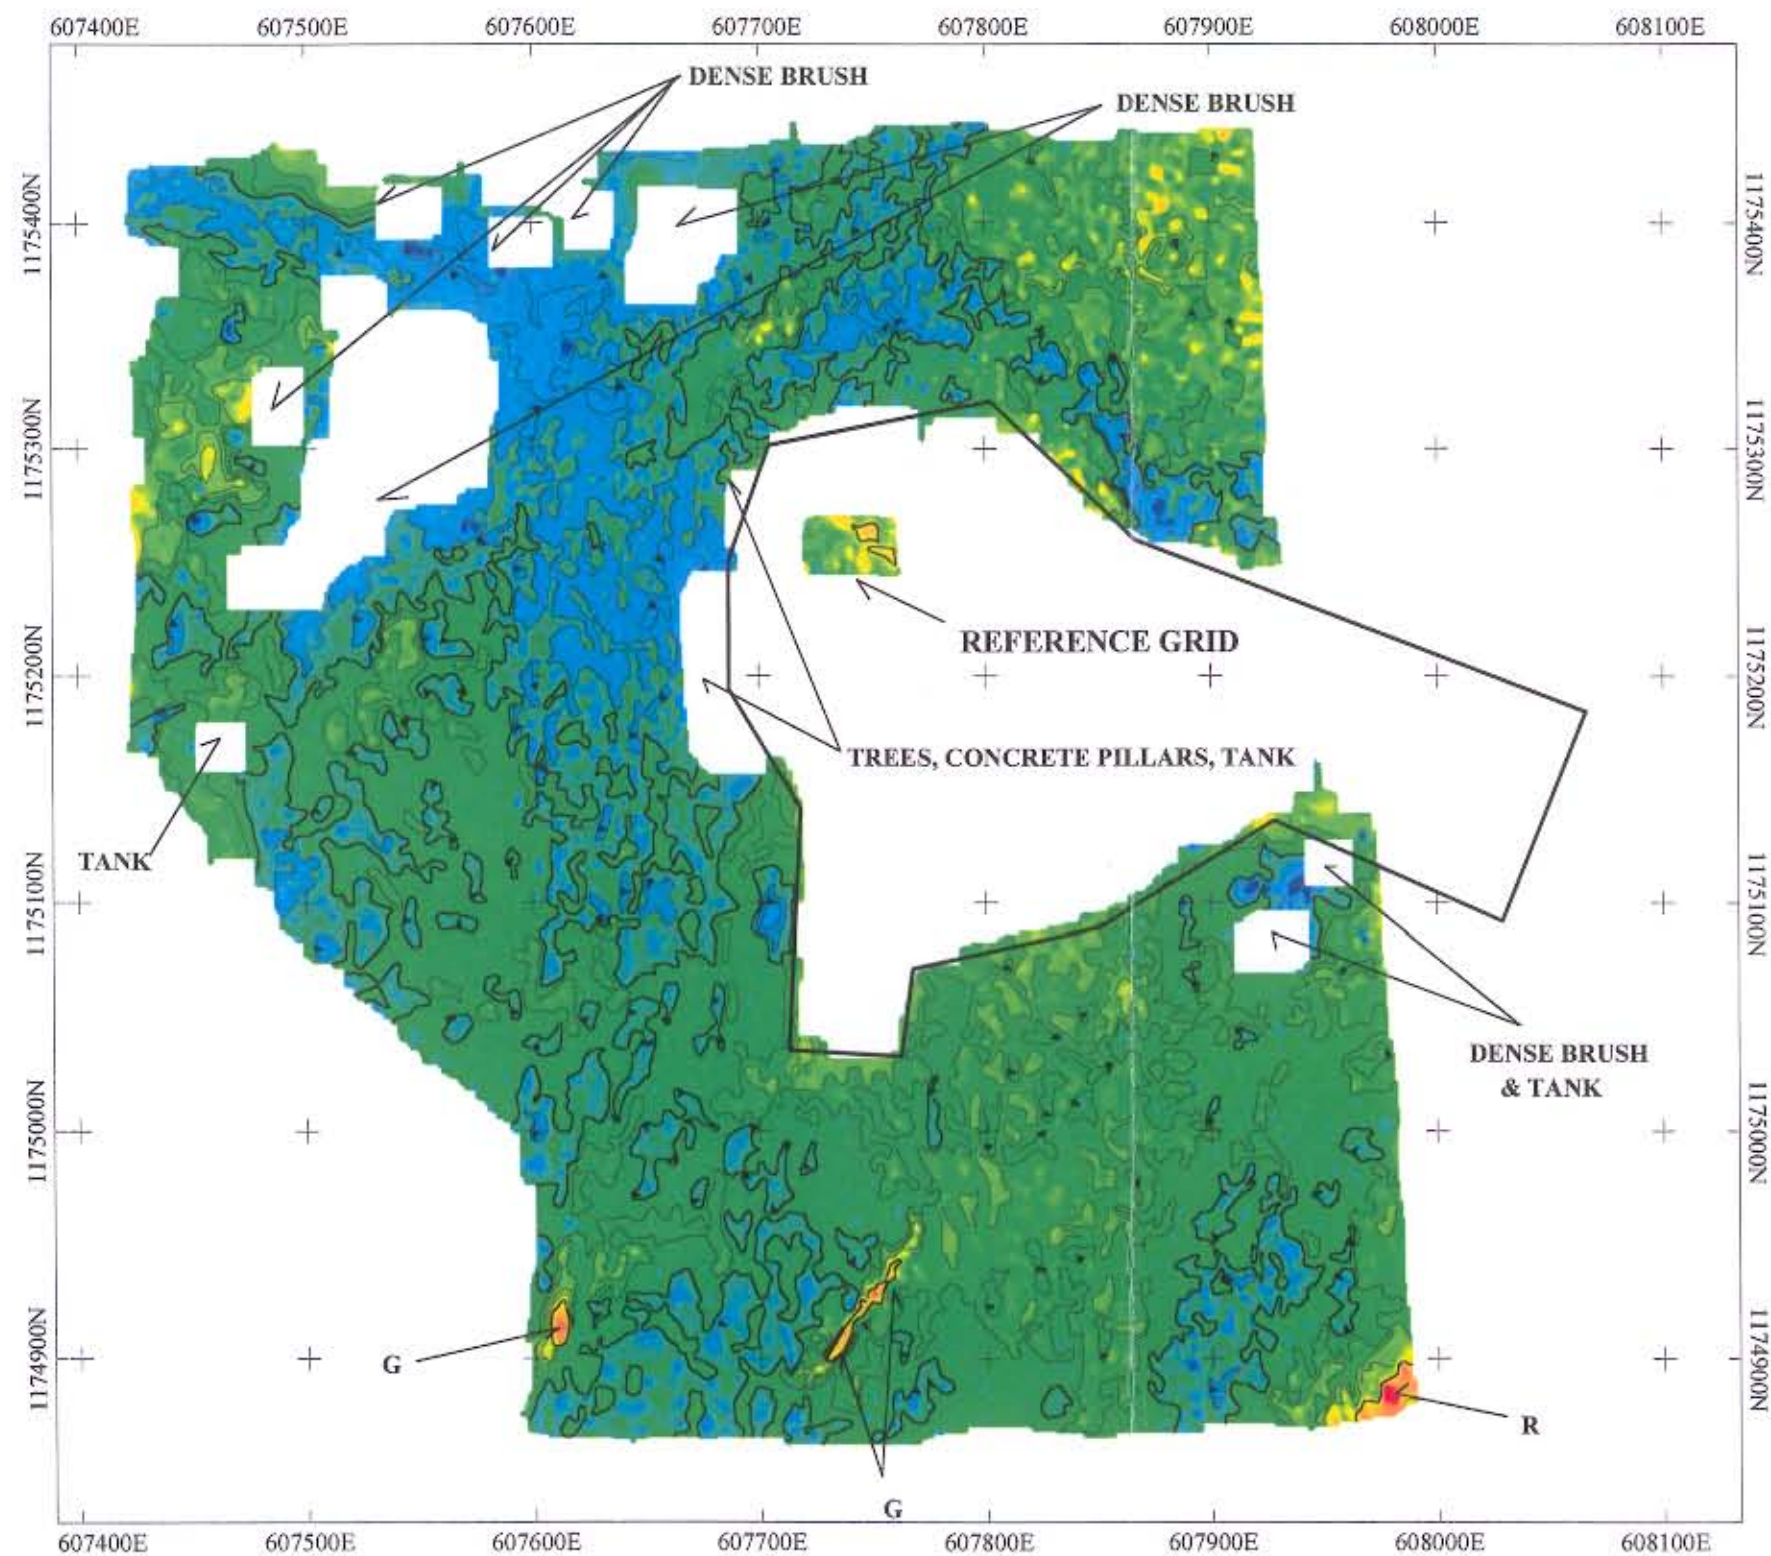 607400E 607500E 607600E 607700E 607800E 607900E 608000E 608100E
DENSE BRUSH
DENSE BRUSH
1175400N
1175400N
1175300N
1175300N
REFERENCE GRID
1175200N
1175200N
TREES, CONCRETE PILLARS, TANK
TANK
1175100N
1175100N
DENSE BRUSH
& TANK
1175000N
1175000N
1174900N
1174900N
G
R
G
607400E 607500E 607600E 607700E 607800E 607900E 608000E 608100E